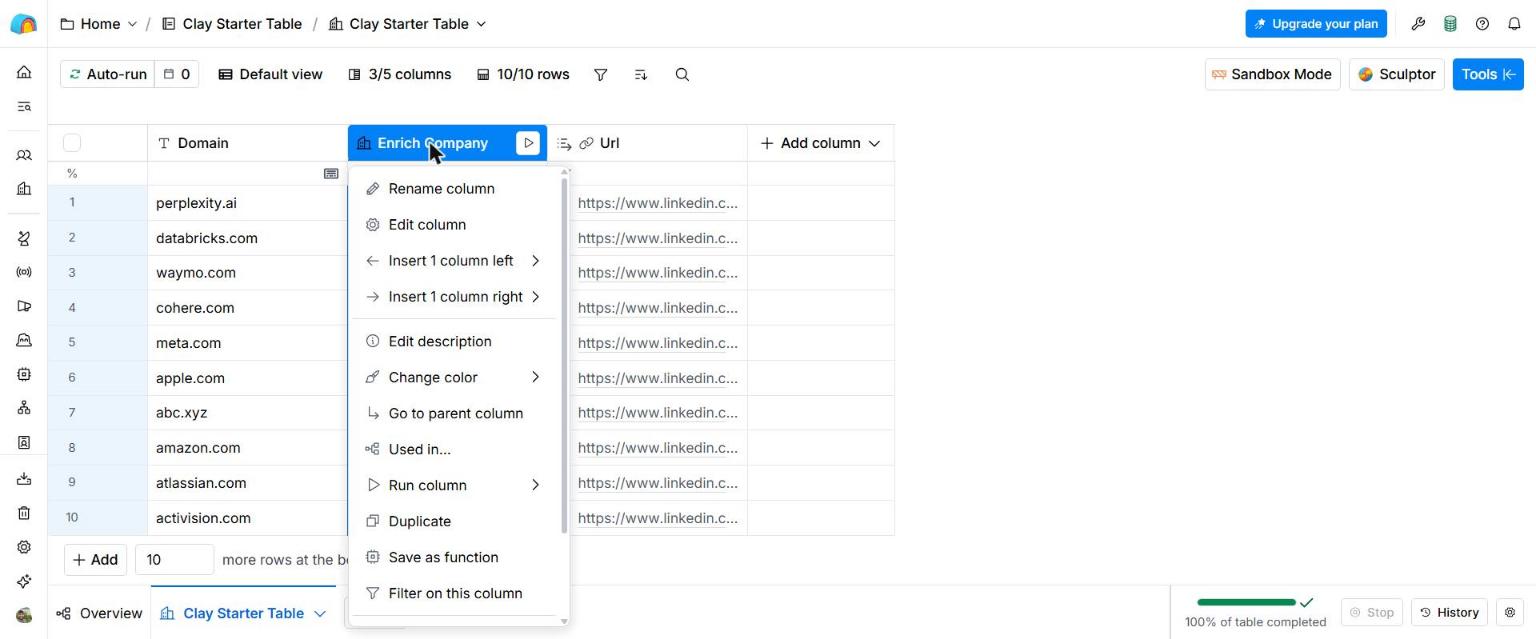 Home / Clay Starter Table / Clay Starter Table
Upgrade your plan
Auto-run 0 Default view 3/5 columns 10/10 rows
Sandbox Mode Sculptor Tools
Domain Enrich Company Url + Add column
%
1 perplexity.ai https://www.linkedin.c...
2 databricks.com https://www.linkedin.c...
3 waymo.com https://www.linkedin.c...
4 cohere.com https://www.linkedin.c...
5 meta.com https://www.linkedin.c...
6 apple.com https://www.linkedin.c...
7 abc.xyz https://www.linkedin.c...
8 amazon.com https://www.linkedin.c...
9 atlassian.com https://www.linkedin.c...
10 activision.com https://www.linkedin.c...
Rename column
Edit column
Insert 1 column left
Insert 1 column right
Edit description
Change color
Go to parent column
Used in...
Run column
Duplicate
Save as function
Filter on this column
+ Add 10 more rows at the
Overview Clay Starter Table
100% of table completed
Stop History